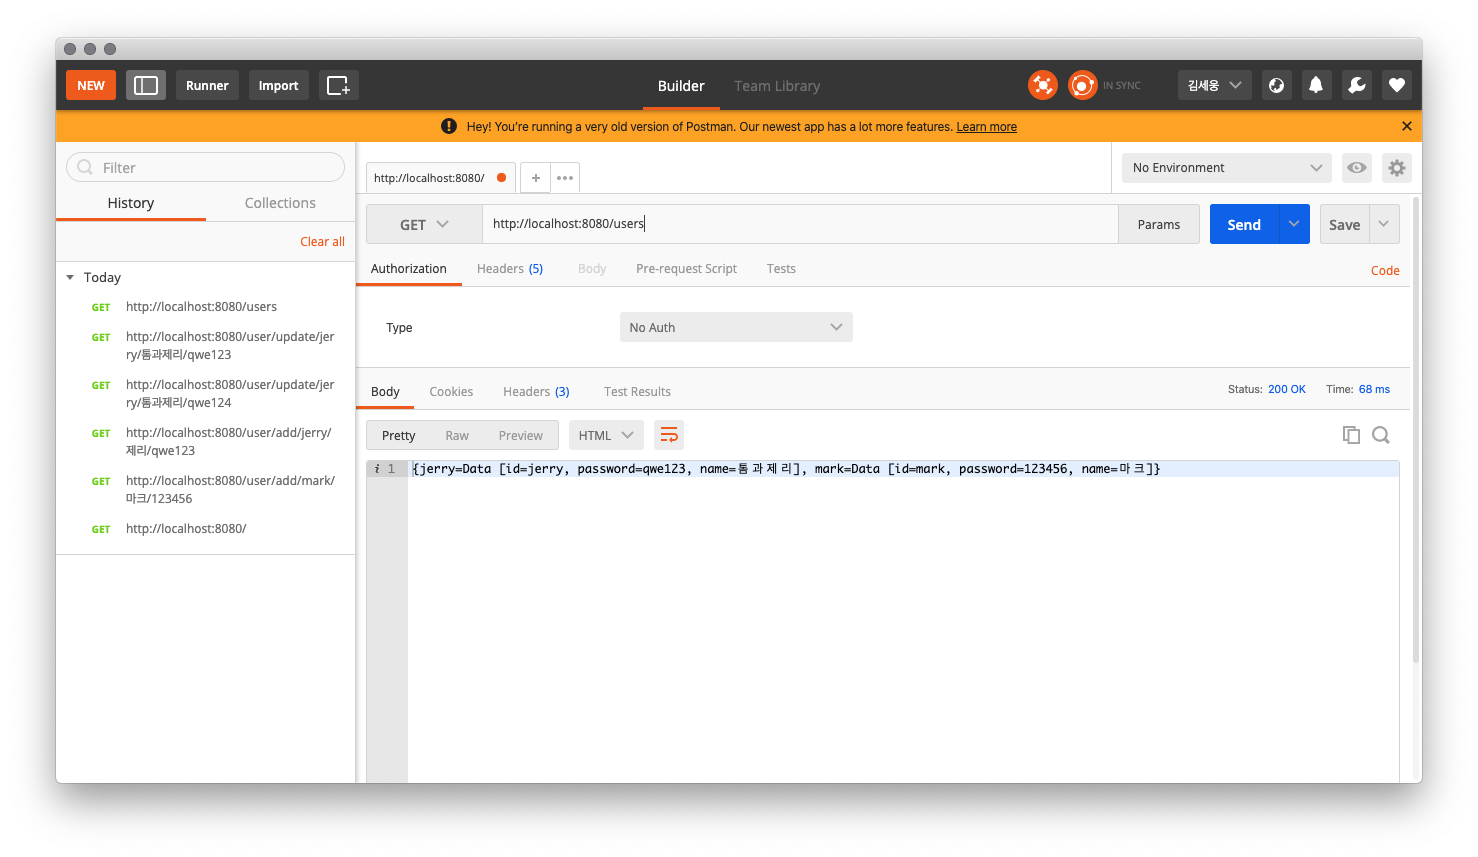 NEW Runner Import Builder Team Library IN SYNC 김세웅
Hey! You're running a very old version of Postman. Our newest app has a lot more features. Learn more
Filter
History Collections
Clear all
Today
GET http://localhost:8080/users
GET http://localhost:8080/user/update/jer
ry/톰과제리/qwe123
GET http://localhost:8080/user/update/jer
ry/톰과제리/qwe124
GET http://localhost:8080/user/add/jerry/
제리/qwe123
GET http://localhost:8080/user/add/mark/
마크/123456
GET http://localhost:8080/
http://localhost:8080/ + •••
No Environment
GET http://localhost:8080/users Params Send Save
Authorization Headers (5) Body Pre-request Script Tests Code
Type No Auth
Body Cookies Headers (3) Test Results Status: 200 OK Time: 68 ms
Pretty Raw Preview HTML
i 1 {jerry=Data [id=jerry, password=qwe123, name=톰과제리], mark=Data [id=mark, password=123456, name=마크]}